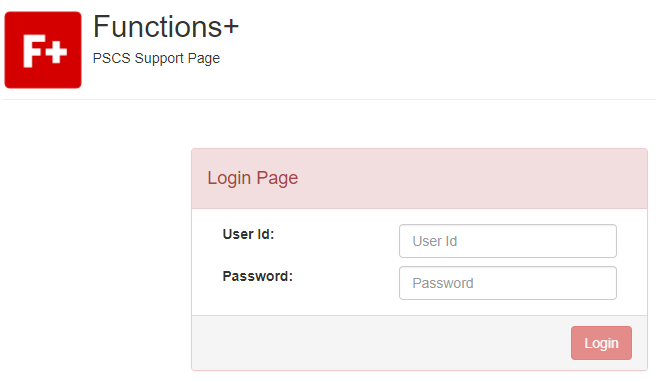 F+
Functions+
PSCS Support Page
Login Page
User Id: User Id
Password: Password
Login